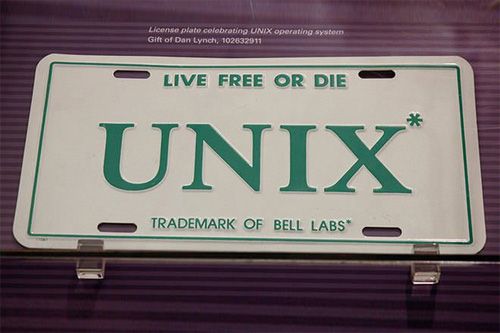 License plate celebrating UNIX operating system
Gift of Dan Lynch, 102632911
LIVE FREE OR DIE
UNIX*
TRADEMARK OF BELL LABS*